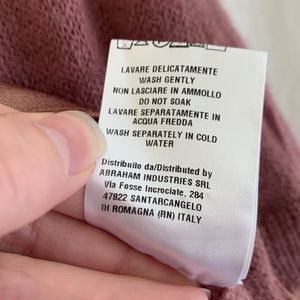 LAVARE DELICATAMENTE
WASH GENTLY
NON LASCIARE IN AMMOLLO
DO NOT SOAK
LAVARE SEPARATAMENTE IN
ACQUA FREDDA
WASH SEPARATELY IN COLD
WATER
Distribuito da/Distributed by
ABRAHAM INDUSTRIES SRL
Via Fosse Incrociate. 284
47822 SANTARCANGELO
DI ROMAGNA (RN) ITALY